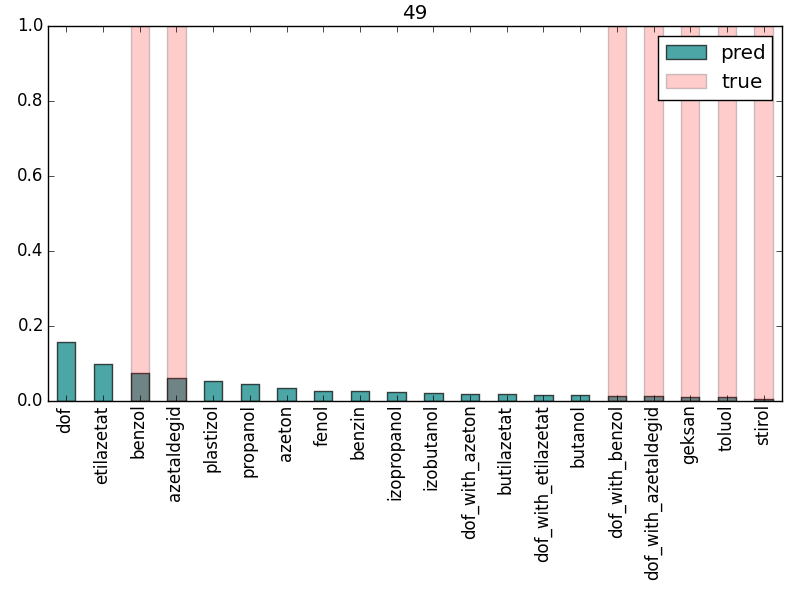 49
1.0
0.8
0.6
0.4
0.2
0.0
pred
true
dof
etilazetat
benzol
azetaldegid
plastizol
propanol
azeton
fenol
benzin
izopropanol
izobutanol
dof_with_azeton
butilazetat
dof_with_etilazetat
butanol
dof_with_benzol
dof_with_azetaldegid
geksan
toluol
stirol